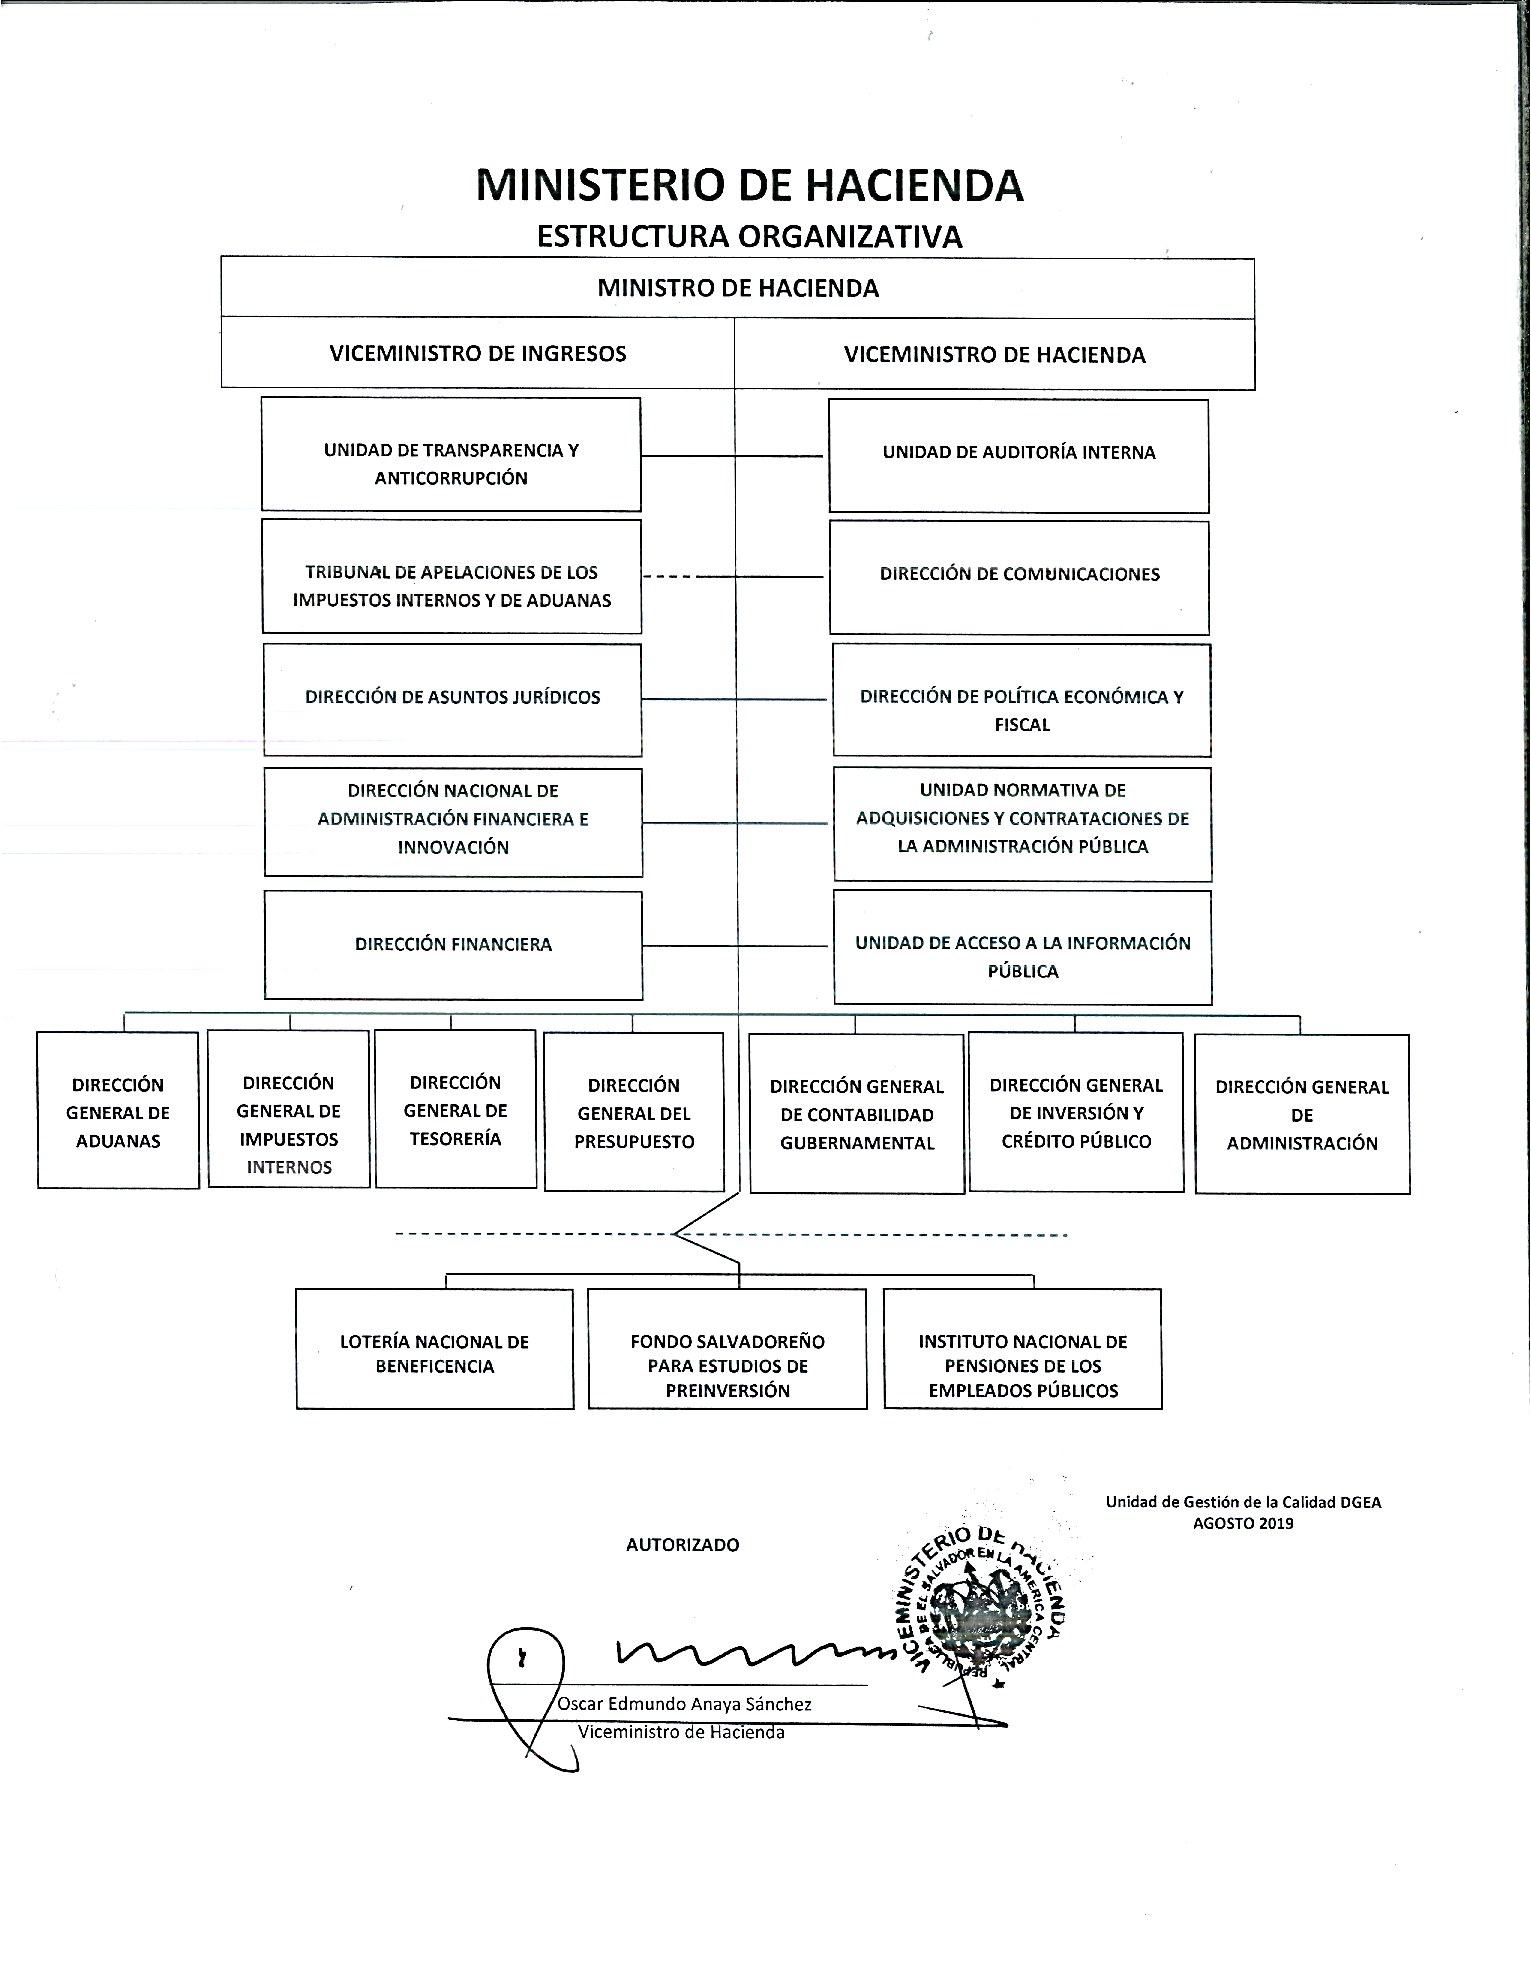 MINISTERIO DE HACIENDA
ESTRUCTURA ORGANIZATIVA
MINISTRO DE HACIENDA
VICEMINISTRO DE INGRESOS
VICEMINISTRO DE HACIENDA
UNIDAD DE TRANSPARENCIA Y
ANTICORRUPCIÓN
UNIDAD DE AUDITORÍA INTERNA
TRIBUNAL DE APELACIONES DE LOS
IMPUESTOS INTERNOS Y DE ADUANAS
DIRECCIÓN DE COMUNICACIONES
DIRECCIÓN DE ASUNTOS JURÍDICOS
DIRECCIÓN DE POLÍTICA ECONÓMICA Y
FISCAL
DIRECCIÓN NACIONAL DE
ADMINISTRACIÓN FINANCIERA E
INNOVACIÓN
UNIDAD NORMATIVA DE
ADQUISICIONES Y CONTRATACIONES DE
LA ADMINISTRACIÓN PÚBLICA
DIRECCIÓN FINANCIERA
UNIDAD DE ACCESO A LA INFORMACIÓN
PÚBLICA
DIRECCIÓN
GENERAL DE
ADUANAS
DIRECCIÓN
GENERAL DE
IMPUESTOS
INTERNOS
DIRECCIÓN
GENERAL DE
TESORERÍA
DIRECCIÓN
GENERAL DEL
PRESUPUESTO
DIRECCIÓN GENERAL
DE CONTABILIDAD
GUBERNAMENTAL
DIRECCIÓN GENERAL
DE INVERSIÓN Y
CRÉDITO PÚBLICO
DIRECCIÓN GENERAL
DE
ADMINISTRACIÓN
LOTERÍA NACIONAL DE
BENEFICENCIA
FONDO SALVADOREÑO
PARA ESTUDIOS DE
PREINVERSIÓN
INSTITUTO NACIONAL DE
PENSIONES DE LOS
EMPLEADOS PÚBLICOS
Unidad de Gestión de la Calidad DGEA
AGOSTO 2019
AUTORIZADO
VICEMINISTERIO DE HACIENDA
REPUBLICA DE EL SALVADOR EN LA AMERICA CENTRAL
Oscar Edmundo Anaya Sánchez
Viceministro de Hacienda